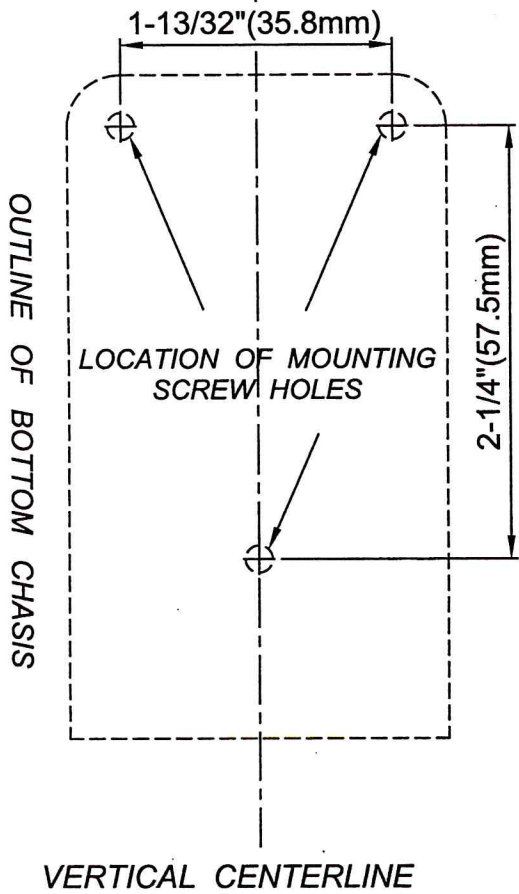 1-13/32"(35.8mm)
2-1/4"(57.5mm)
OUTLINE OF BOTTOM CHASIS
LOCATION OF MOUNTING
SCREW HOLES
VERTICAL CENTERLINE